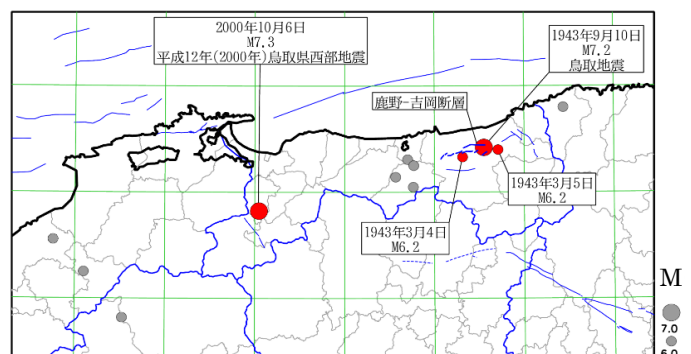 2000年10月6日
M7.3
平成12年(2000年)鳥取県西部地震
1943年9月10日
M7.2
鳥取地震
鹿野-吉岡断層
1943年3月5日
M6.2
1943年3月4日
M6.2
M
7.0
6.0